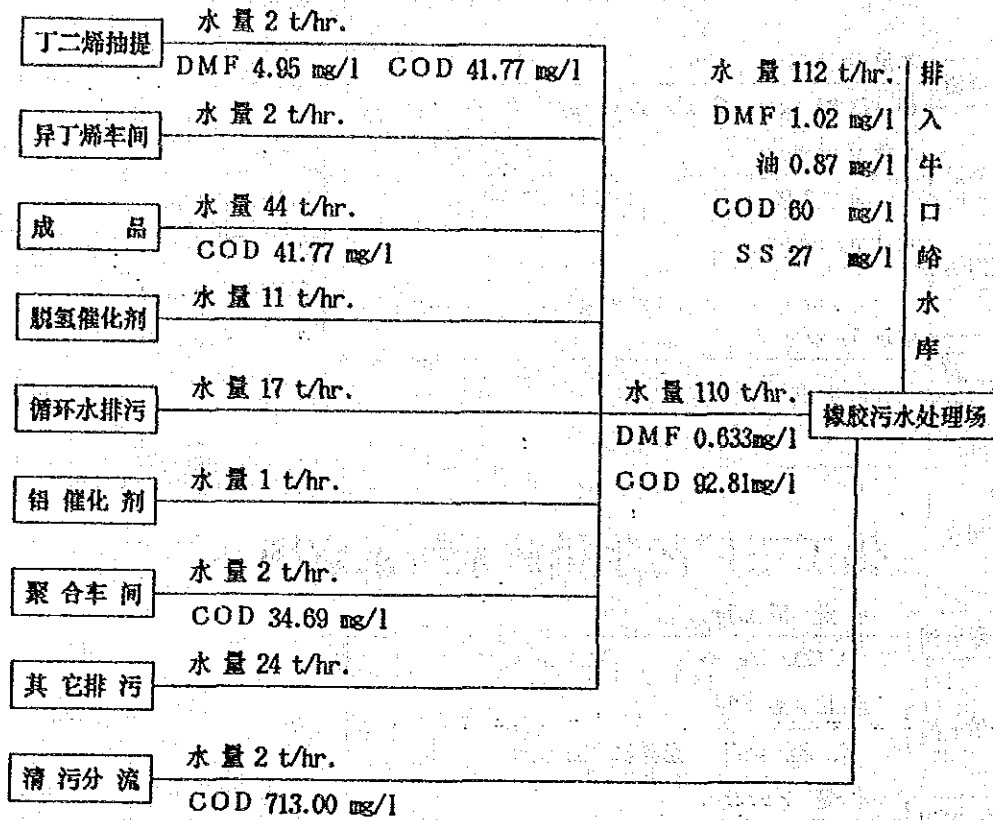 丁二烯抽提
水 量 2 t/hr.
DMF 4.95 mg/l COD 41.77 mg/l
异丁烯车间
水 量 2 t/hr.
成 品
水 量 44 t/hr.
COD 41.77 mg/l
脱氢催化剂
水 量 11 t/hr.
循环水排污
水 量 17 t/hr.
铝 催化 剂
水 量 1 t/hr.
聚 合车 间
水 量 2 t/hr.
COD 34.69 mg/l
其 它排 污
水 量 24 t/hr.
清 污分 流
水 量 2 t/hr.
COD 713.00 mg/l
水 量 110 t/hr.
DMF 0.633mg/l
COD 92.81mg/l
橡胶污水处理场
水 量 112 t/hr.
DMF 1.02 mg/l
油 0.87 mg/l
COD 60 mg/l
SS 27 mg/l
排入牛口峪水库